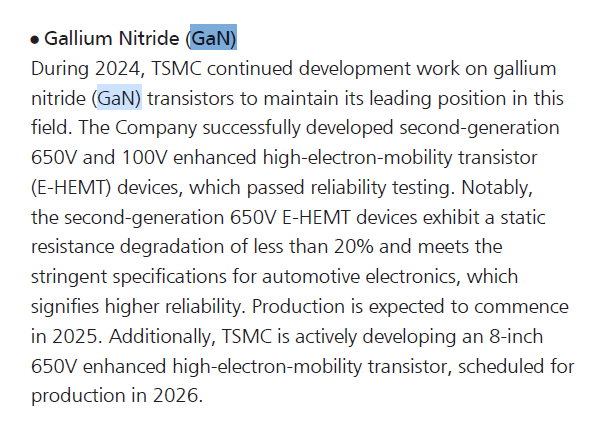 ● Gallium Nitride (GaN)
During 2024, TSMC continued development work on gallium
nitride (GaN) transistors to maintain its leading position in this
field. The Company successfully developed second-generation
650V and 100V enhanced high-electron-mobility transistor
(E-HEMT) devices, which passed reliability testing. Notably,
the second-generation 650V E-HEMT devices exhibit a static
resistance degradation of less than 20% and meets the
stringent specifications for automotive electronics, which
signifies higher reliability. Production is expected to commence
in 2025. Additionally, TSMC is actively developing an 8-inch
650V enhanced high-electron-mobility transistor, scheduled for
production in 2026.